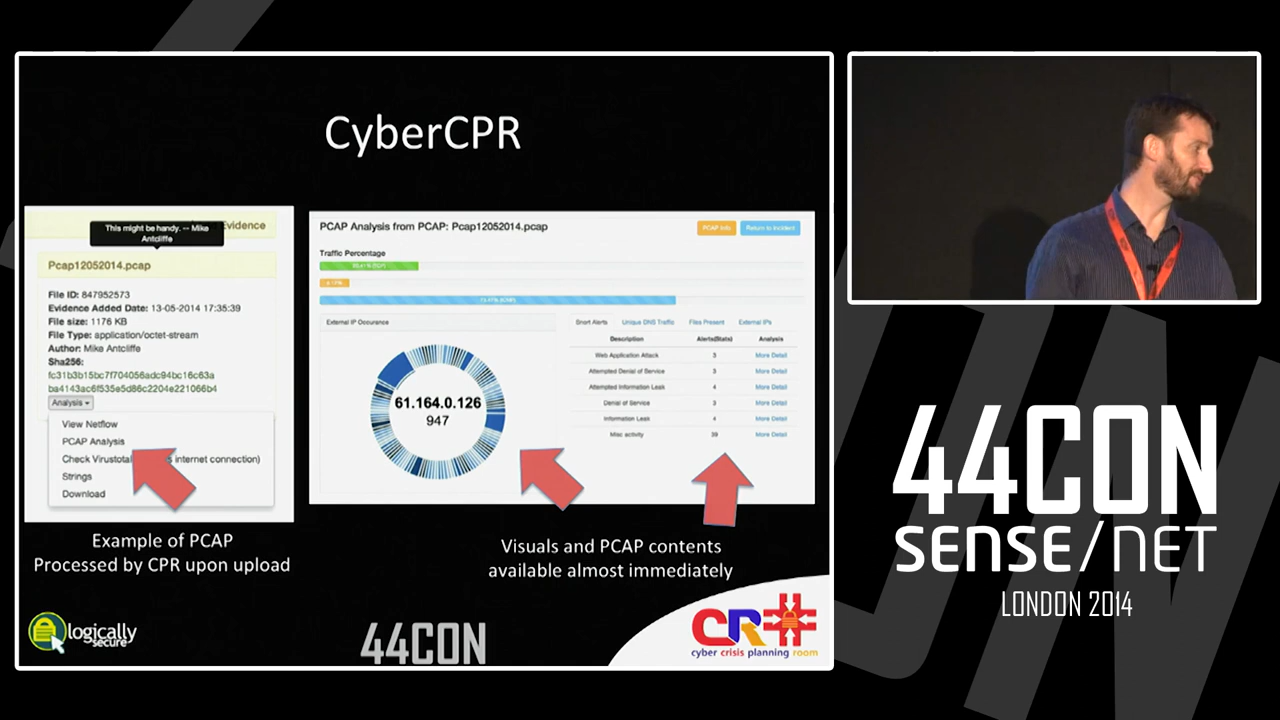 CyberCPR
Evidence
This might be handy. -- Mike
Antcliffe
Pcap12052014.pcap
File ID: 847952573
Evidence Added Date: 13-05-2014 17:35:39
File size: 1176 KB
File Type: application/octet-stream
Author: Mike Antcliffe
Sha256:
fc31b3b15bc7f704056adc94bc16c63a
ba4143ac6f535e5d86c2204e221066b4
Analysis
View Netflow
PCAP Analysis
Check Virustotal internet connection)
Strings
Download
Example of PCAP
Processed by CPR upon upload
PCAP Analysis from PCAP: Pcap12052014.pcap
PCAP Info
Return to Incident
Traffic Percentage
External IP Occurance
61.164.0.126
947
Snort Alerts Unique DNS Traffic Files Present External IPs
Description Alerts(Stats) Analysis
Web Application Attack 3 More Detail
Attempted Denial of Service 3 More Detail
Attempted Information Leak 4 More Detail
Denial of Service 3 More Detail
Information Leak 4 More Detail
Misc activity 39 More Detail
Visuals and PCAP contents
available almost immediately
logically
secure
44CON
CR
cyber crisis planning room
44CON
SENSE/NET
LONDON 2014